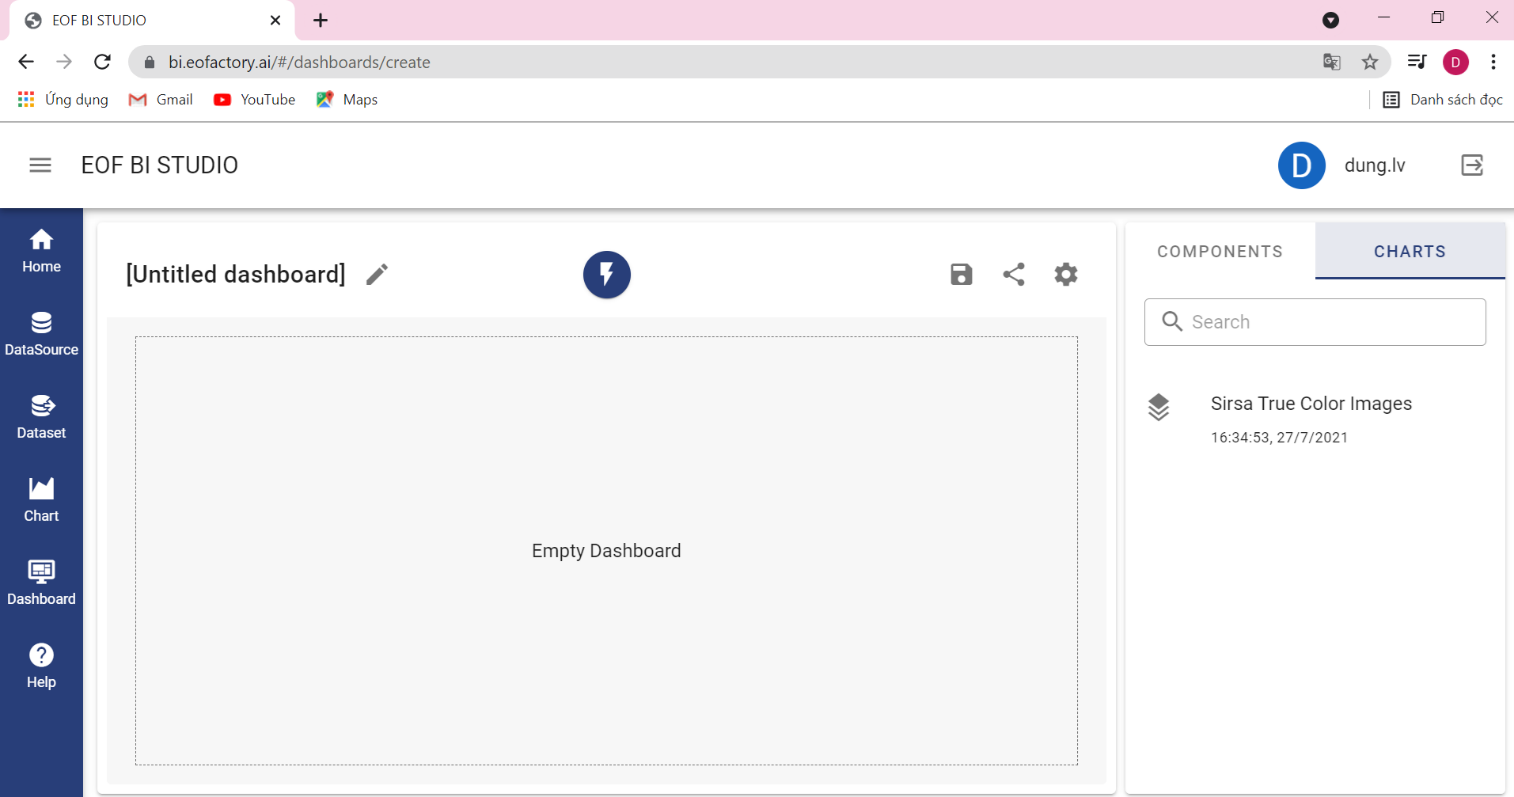 EOF BI STUDIO
bi.eofactory.ai/#/dashboards/create
D
Ứng dụng Gmail YouTube Maps Danh sách đọc
EOF BI STUDIO
D dung.lv
Home
DataSource
Dataset
Chart
Dashboard
? Help
[Untitled dashboard]
Empty Dashboard
COMPONENTS CHARTS
Search
Sirsa True Color Images
16:34:53, 27/7/2021